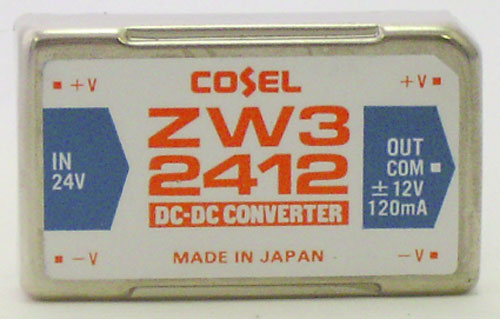 COSEL
+V
+V
ZW3
2412
IN
24V
OUT
COM
±12V
120mA
DC-DC CONVERTER
-V
MADE IN JAPAN
-V